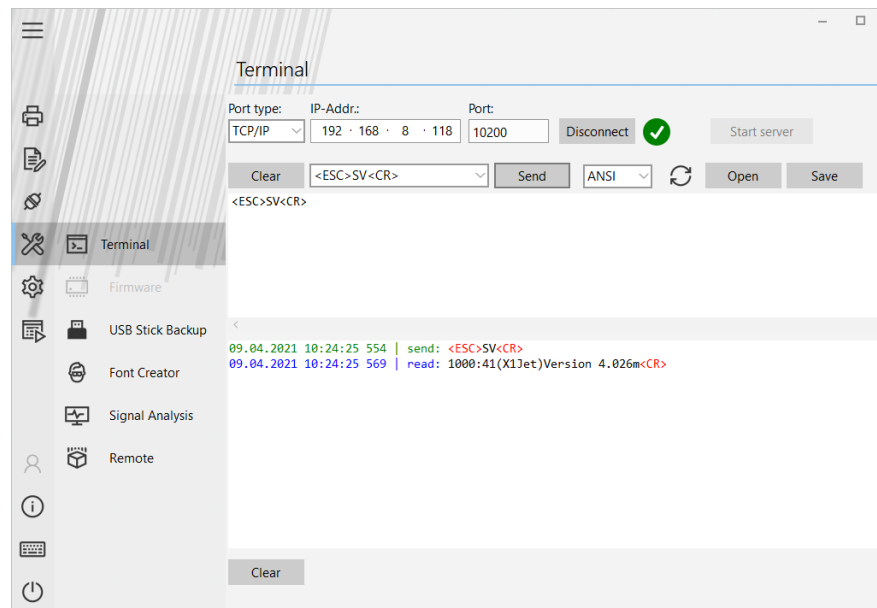 Terminal
Port type: IP-Addr.: Port:
TCP/IP 192 · 168 · 8 · 118 10200 Disconnect Start server
Clear <ESC>SV<CR> Send ANSI Open Save
<ESC>SV<CR>
Terminal
Firmware
USB Stick Backup
Font Creator
Signal Analysis
Remote
09.04.2021 10:24:25 554 | send: <ESC>SV<CR>
09.04.2021 10:24:25 569 | read: 1000:41(X1Jet)Version 4.026m<CR>
Clear